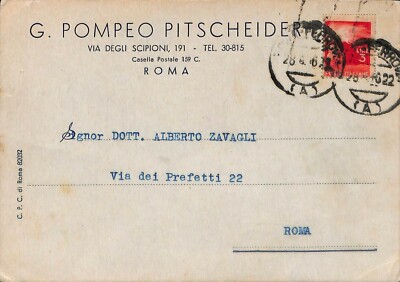 G. POMPEO PITSCHEIDER
VIA DEGLI SCIPIONI, 191 - TEL. 30-815
Casella Postale 159 C.
ROMA
Signor DOTT. ALBERTO ZAVAGLI
Via dei Prefetti 22
ROMA
C. P. C. di Roma 82032
(A)
(A)